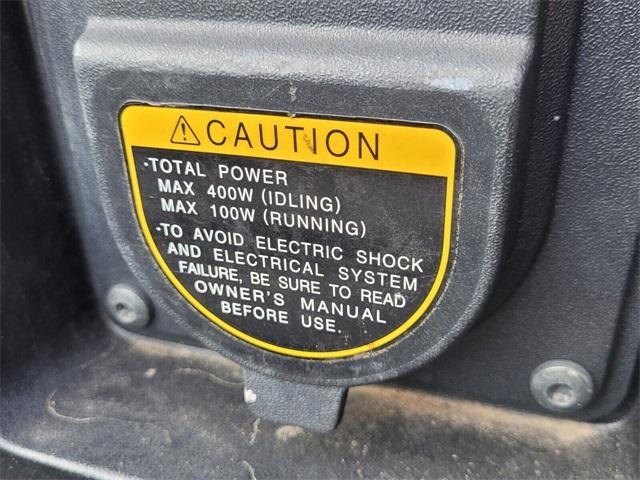 CAUTION
·TOTAL POWER
MAX 400W (IDLING)
MAX 100W (RUNNING)
·TO AVOID ELECTRIC SHOCK
AND ELECTRICAL SYSTEM
FAILURE, BE SURE TO READ
OWNER'S MANUAL
BEFORE USE.